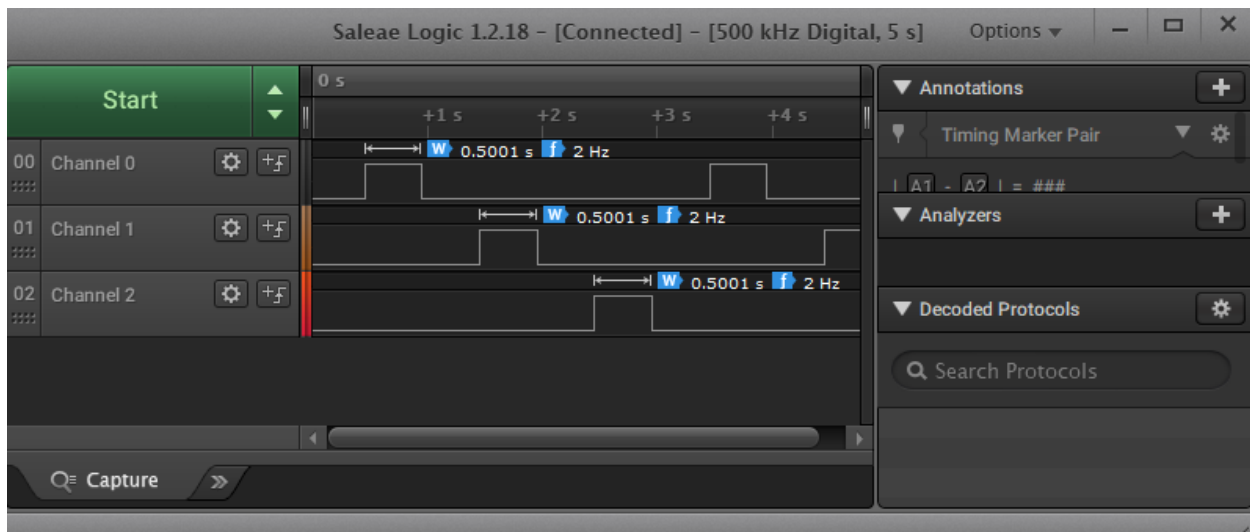 Saleae Logic 1.2.18 - [Connected] - [500 kHz Digital, 5 s]
Options
Start
0 s
+1 s +2 s +3 s +4 s
00 Channel 0
W 0.5001 s f 2 Hz
01 Channel 1
W 0.5001 s f 2 Hz
02 Channel 2
W 0.5001 s f 2 Hz
Annotations
Timing Marker Pair
| A1 - A2 | = ###
Analyzers
Decoded Protocols
Search Protocols
Capture